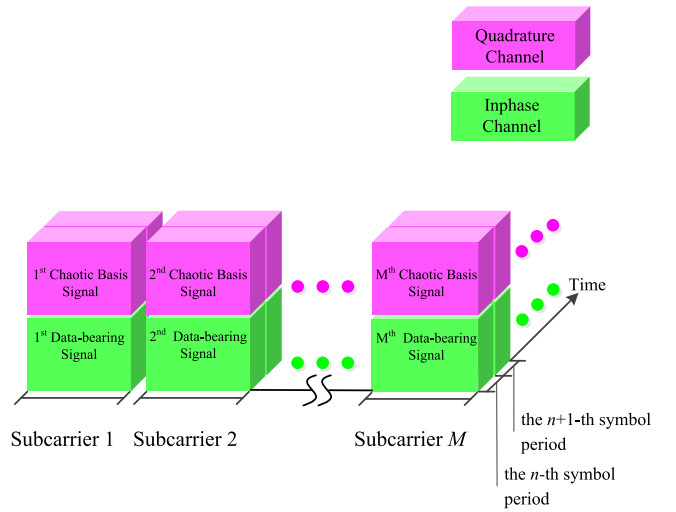 Quadrature
Channel
Inphase
Channel
1st Chaotic Basis
Signal
2nd Chaotic Basis
Signal
Mth Chaotic Basis
Signal
Time
1st Data-bearing
Signal
2nd Data-bearing
Signal
Mth Data-bearing
Signal
Subcarrier 1
Subcarrier 2
Subcarrier M
the n+1-th symbol
period
the n-th symbol
period